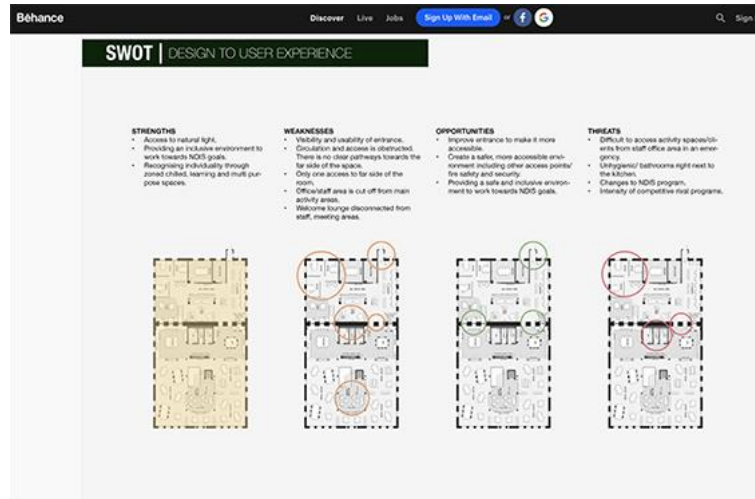 Bēhance
Discover Live Jobs Sign Up With Email or f G Sign
SWOT | DESIGN TO USER EXPERIENCE
STRENGTHS
• Access to natural light.
• Providing an inclusive environment to
work towards NDIS goals.
• Recognising individuality through
zoned chilled, learning and multi pur-
pose spaces.
WEAKNESSES
• Visibility and usability of entrance.
• Circulation and access is obstructed.
There is no clear pathways towards the
far side of the space.
• Only one access to far side of the
room.
• Office/staff area is cut off from main
activity areas.
• Welcome lounge disconnected from
staff, meeting areas.
OPPORTUNITIES
• Improve entrance to make it more
accessible.
• Create a safer, more accessible envi-
ronment including other access points/
fire safety and security.
• Providing a safe and inclusive environ-
ment to work towards NDIS goals.
THREATS
• Difficult to access activity spaces/cli-
ents from staff office area in an emer-
gency.
• Unhygienic/ bathrooms right next to
the kitchen.
• Changes to NDIS program.
• Intensity of competitive rival programs.